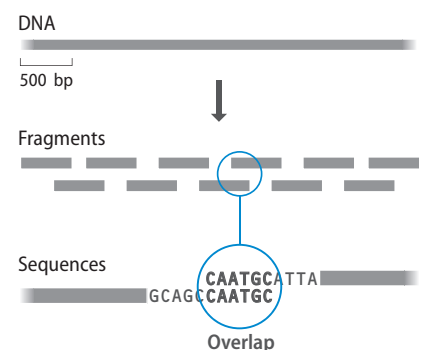 DNA
500 bp
Fragments
Sequences
CAATGCATTA
GCAGCCAATGC
Overlap